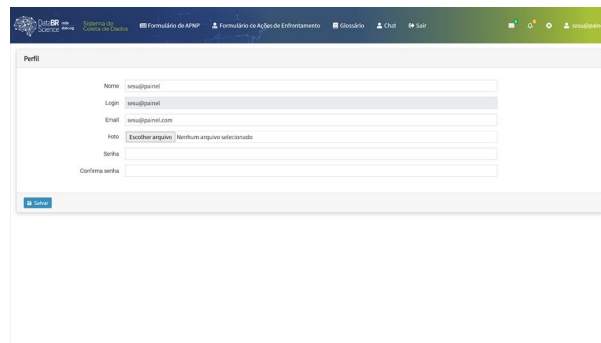 DataBR Science
Sistema de Coleta de Dados
Formulário de APNP
Formulário de Ações de Enfrentamento
Glossário
Chat
Sair
sesu@paine
Perfil
Nome sesu@painel
Login sesu@painel
Email sesu@painel.com
Foto Escolher arquivo Nenhum arquivo selecionado
Senha
Confirma senha
Salvar